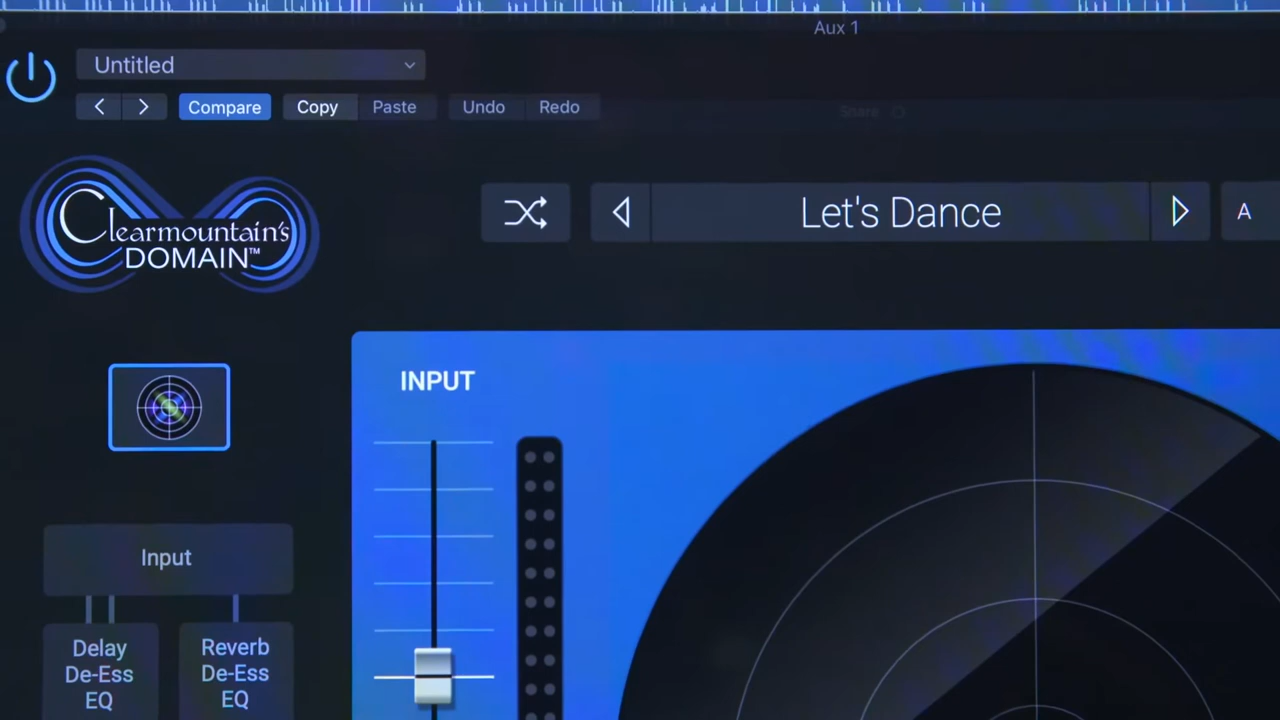 Aux 1
Untitled
Compare
Copy
Paste
Undo
Redo
Clearmountain's
DOMAIN™
Let's Dance
A
INPUT
Input
Delay
De-Ess
EQ
Reverb
De-Ess
EQ